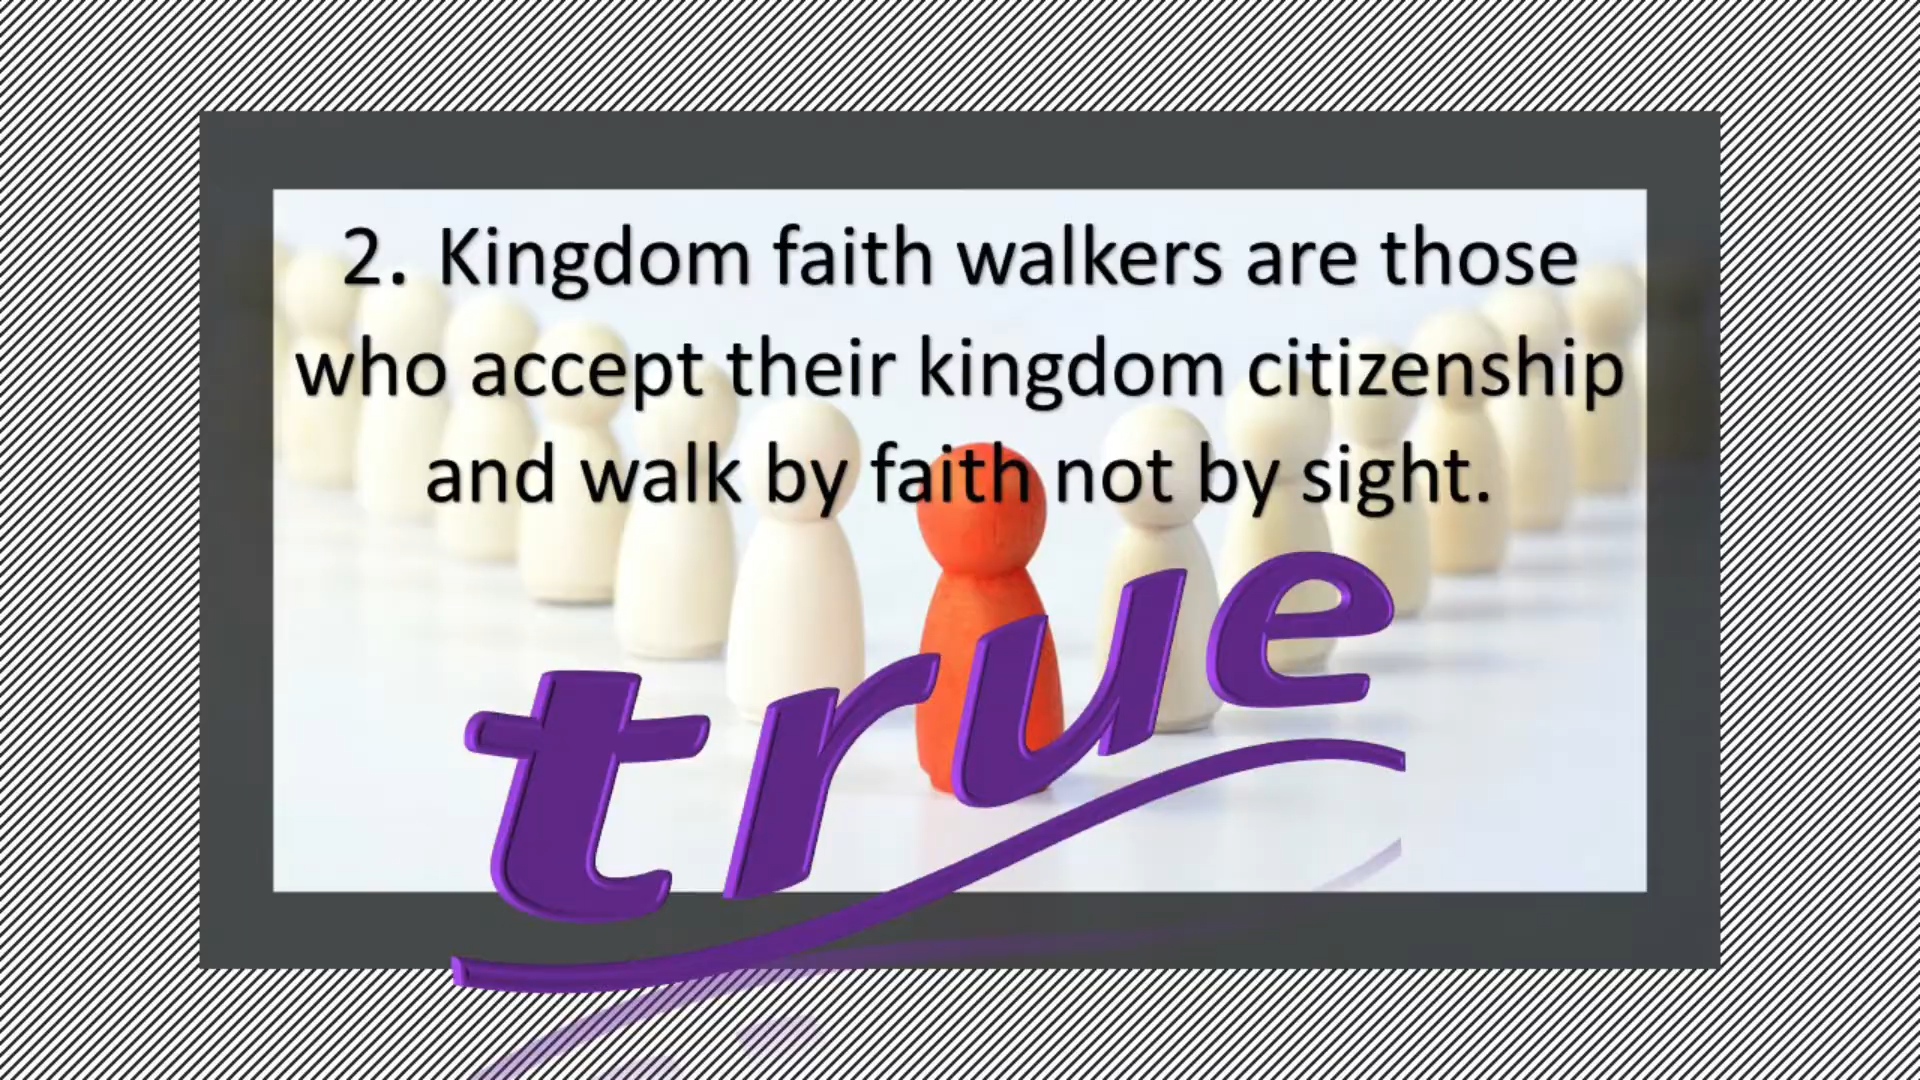 2. Kingdom faith walkers are those
who accept their kingdom citizenship
and walk by faith not by sight.
true